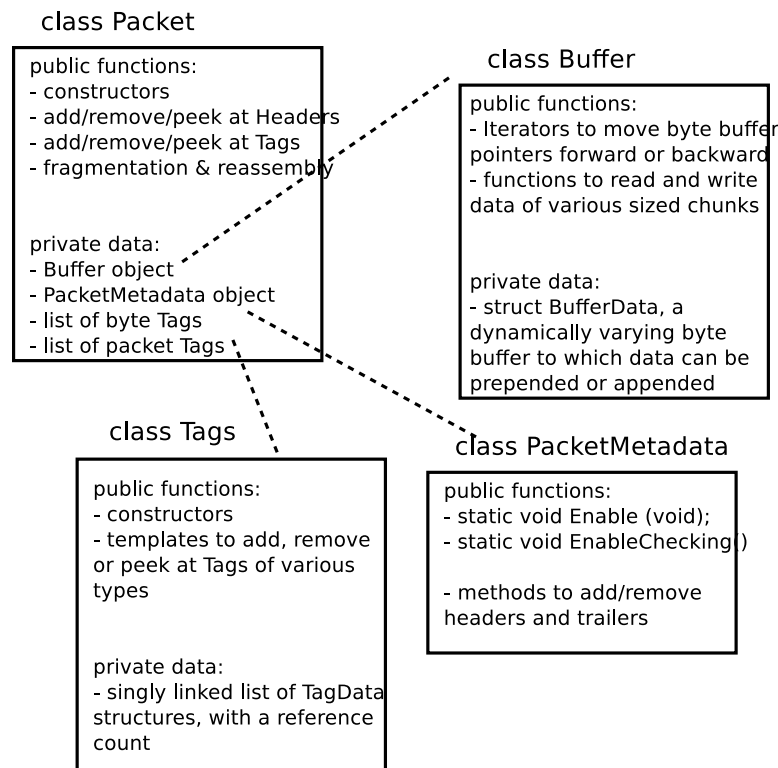 class Packet
public functions:
- constructors
- add/remove/peek at Headers
- add/remove/peek at Tags
- fragmentation & reassembly
private data:
- Buffer object
- PacketMetadata object
- list of byte Tags
- list of packet Tags
class Buffer
public functions:
- Iterators to move byte buffer
pointers forward or backward
- functions to read and write
data of various sized chunks
private data:
- struct BufferData, a
dynamically varying byte
buffer to which data can be
prepended or appended
class Tags
public functions:
- constructors
- templates to add, remove
or peek at Tags of various
types
private data:
- singly linked list of TagData
structures, with a reference
count
class PacketMetadata
public functions:
- static void Enable (void);
- static void EnableChecking()
- methods to add/remove
headers and trailers